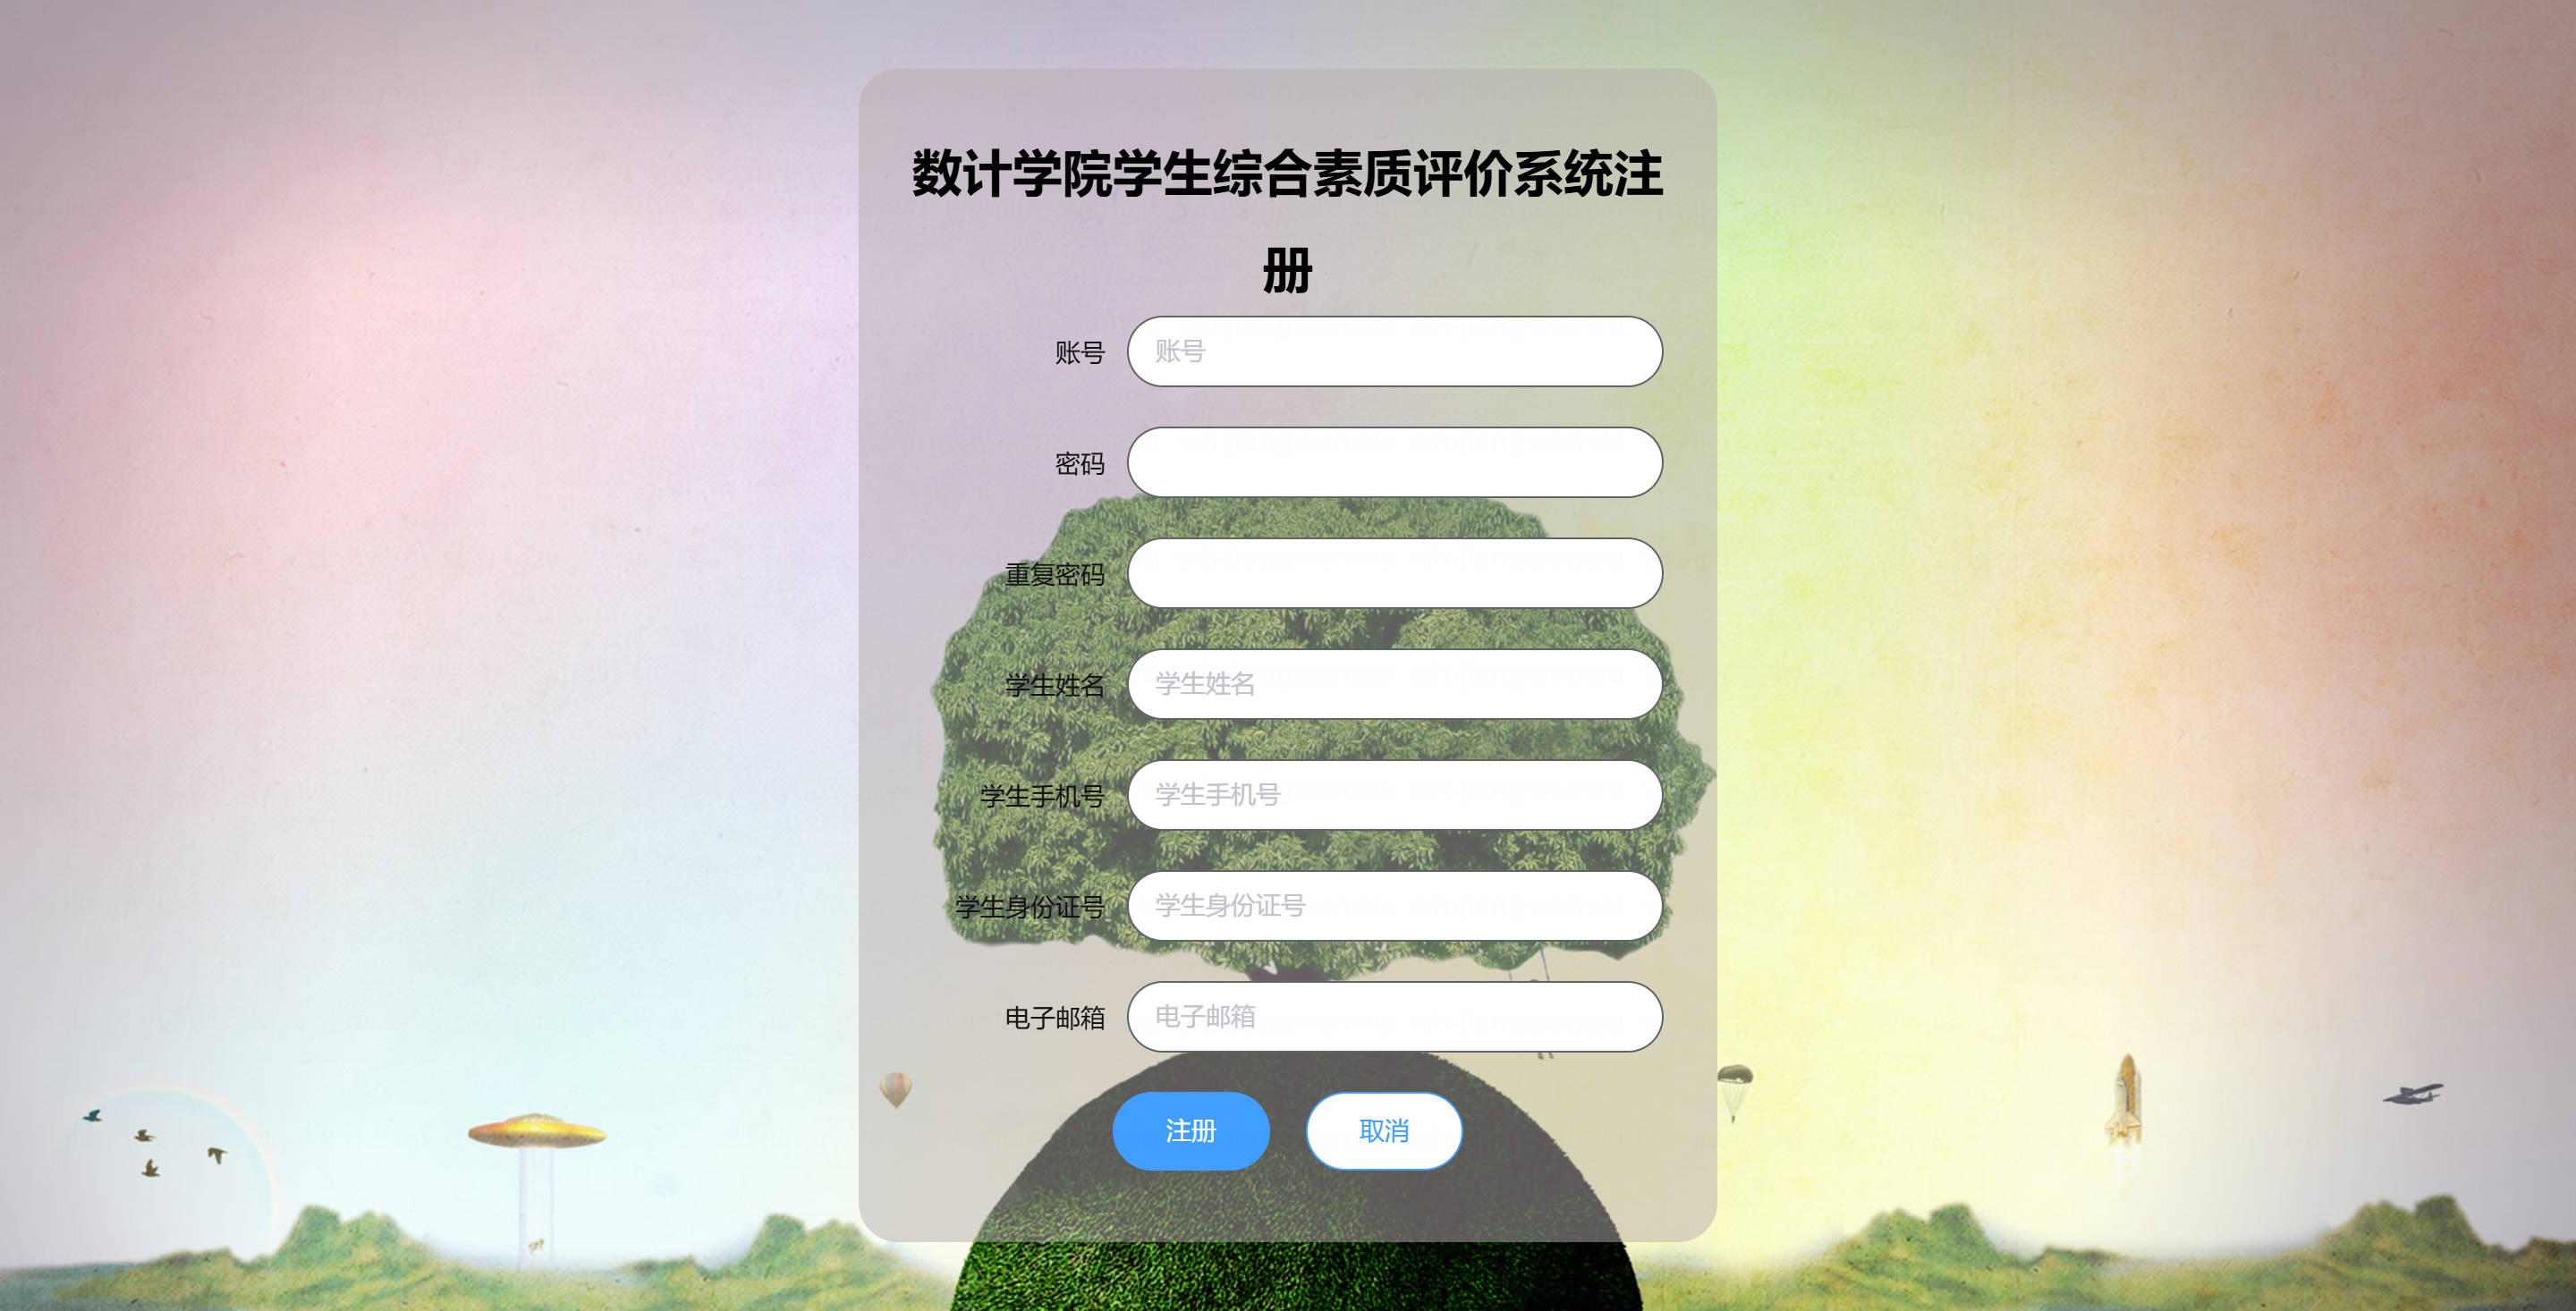 数计学院学生综合素质评价系统注
册
账号 账号
密码
重复密码
学生姓名 学生姓名
学生手机号 学生手机号
学生身份证号 学生身份证号
电子邮箱 电子邮箱
注册 取消